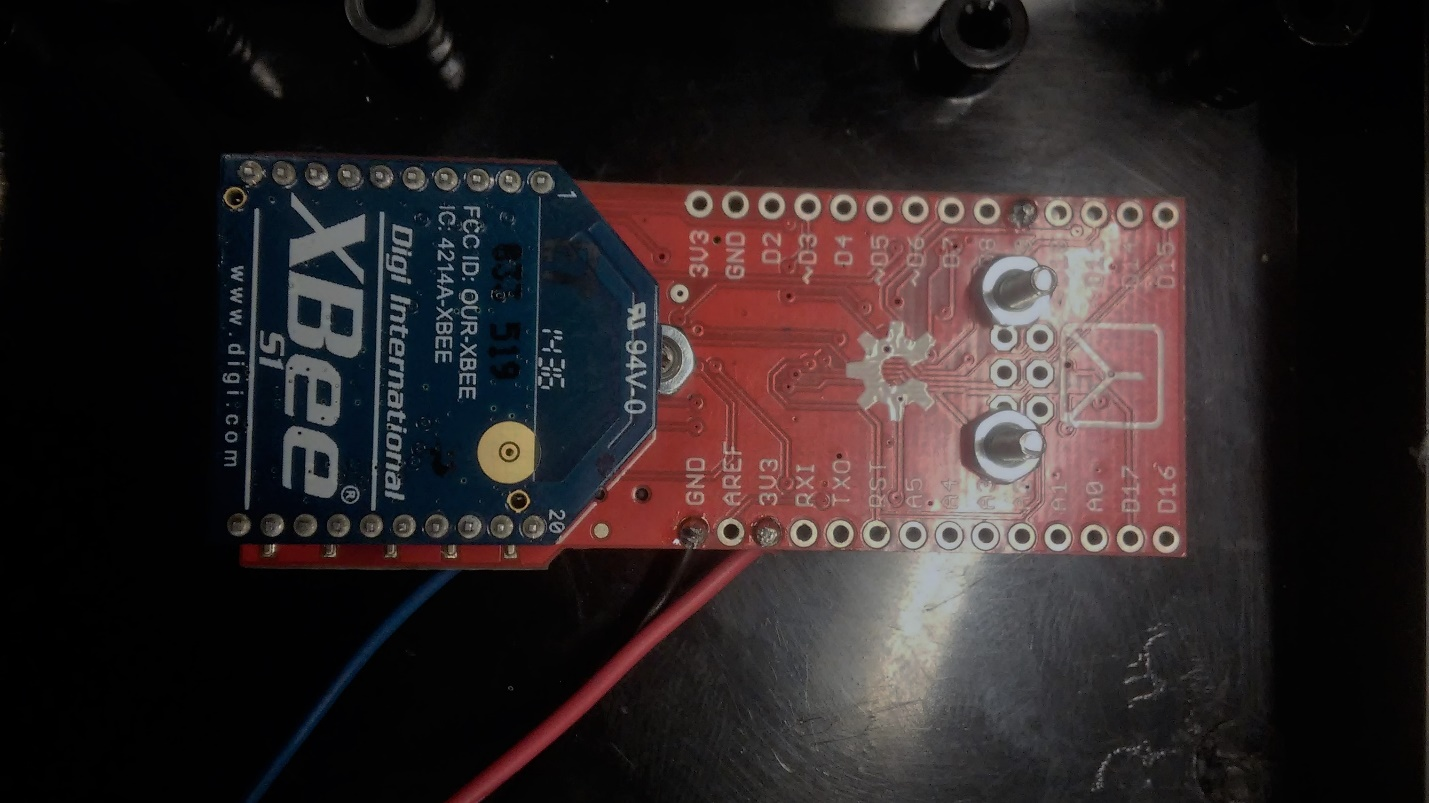 1
FCC ID: OUR-XBEE
IC: 4214A-XBEE
Digi International
XBee®
S1
www.digi.com
1436
94V-0
20
3V3
GND
D2
~D3
D4
~D5
~D6
D7
D15
GND
AREF
3V3
RXI
TXO
RST
A5
A4
A1
A0
D17
D16